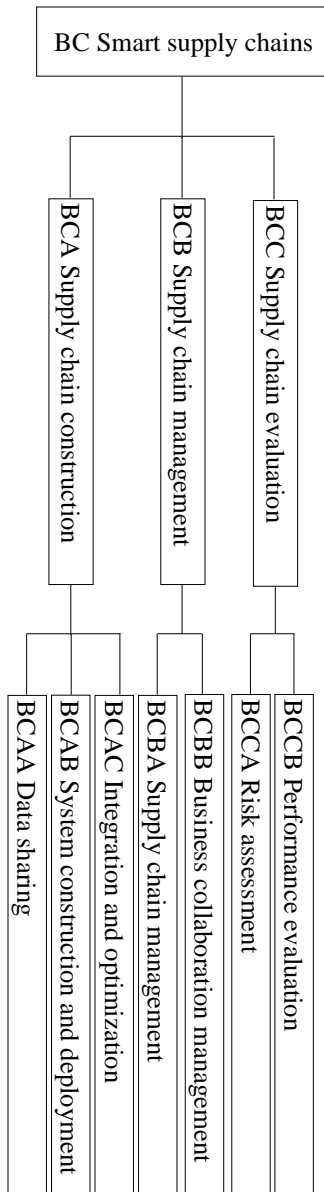 BC Smart supply chains
BCA Supply chain construction
BCB Supply chain management
BCC Supply chain evaluation
BCAA Data sharing
BCAB System construction and deployment
BCAC Integration and optimization
BCBA Supply chain management
BCBB Business collaboration management
BCCA Risk assessment
BCCB Performance evaluation